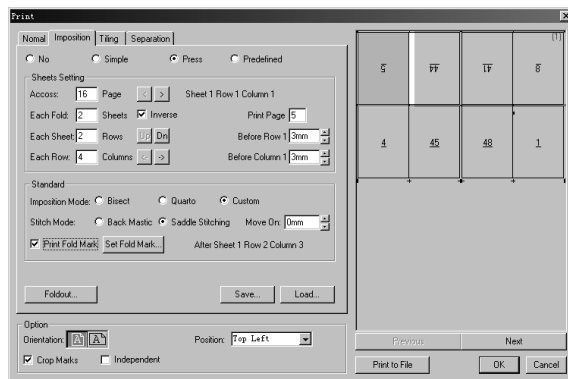 Print
Nomal Imposition Tiling Separation
No Simple Press Predefined
Sheets Setting
Accoss: 16 Page < > Sheet 1 Row 1 Column 1
Each Fold: 2 Sheets Inverse Print Page 5
Each Sheet: 2 Rows Up Dn Before Row 1 3mm
Each Row: 4 Columns <- -> Before Column 1 3mm
Standard
Imposition Mode: Bisect Quarto Custom
Stitch Mode: Back Mastic Saddle Stitching Move On: 0mm
Print Fold Mark Set Fold Mark... After Sheet 1 Row 2 Column 3
Foldout... Save... Load...
Option
Orientation: A A Position: Top Left
Crop Marks Independent
(1)
5 44 41 8
4 45 48 1
Previous Next
Print to File OK Cancel